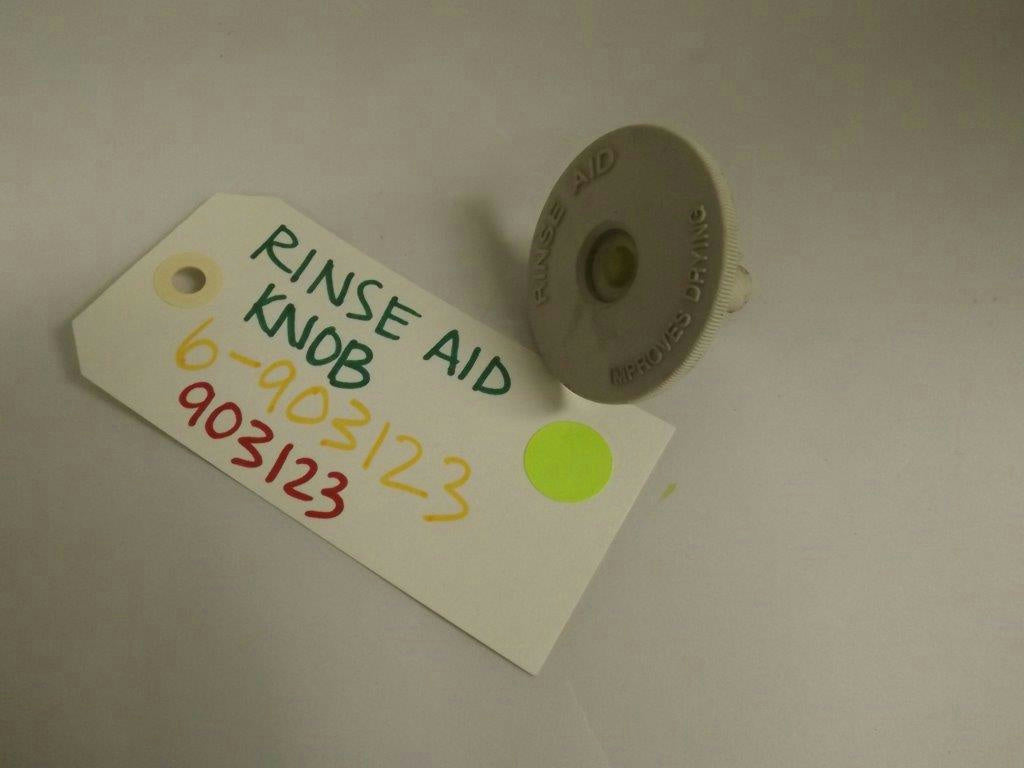 RINSE AID
KNOB
6-903123
903123
RINSE AID
IMPROVES DRYING